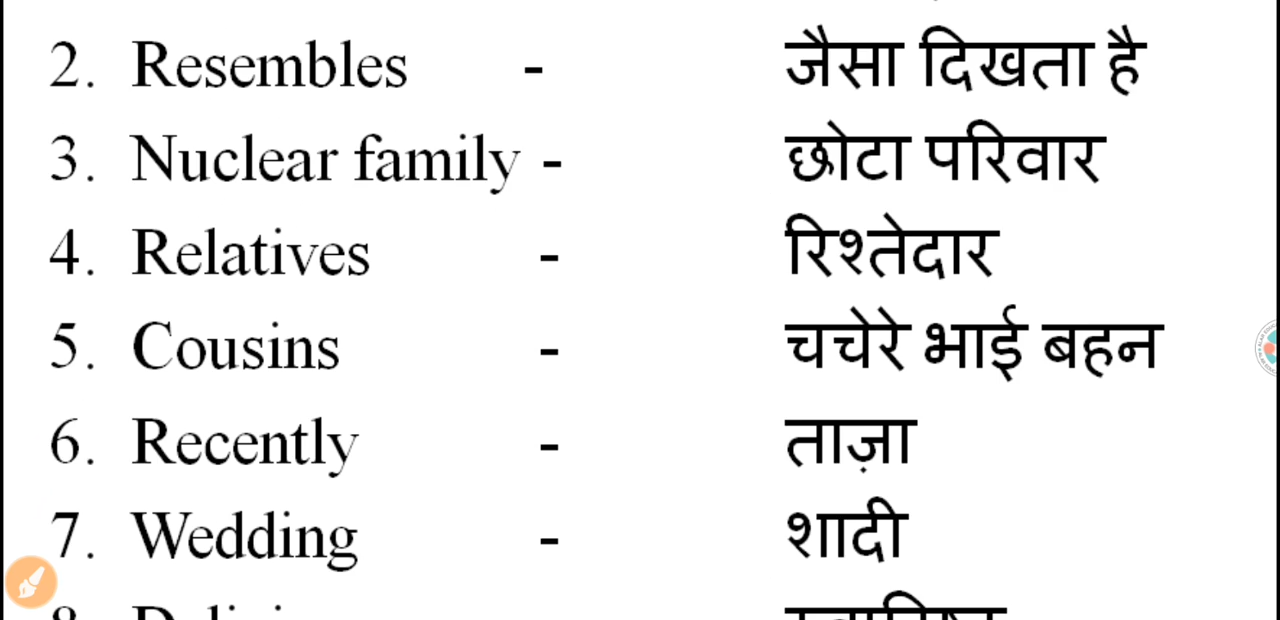 2. Resembles - जैसा दिखता है
3. Nuclear family - छोटा परिवार
4. Relatives - रिश्तेदार
5. Cousins - चचेरे भाई बहन
6. Recently - ताज़ा
7. Wedding - शादी